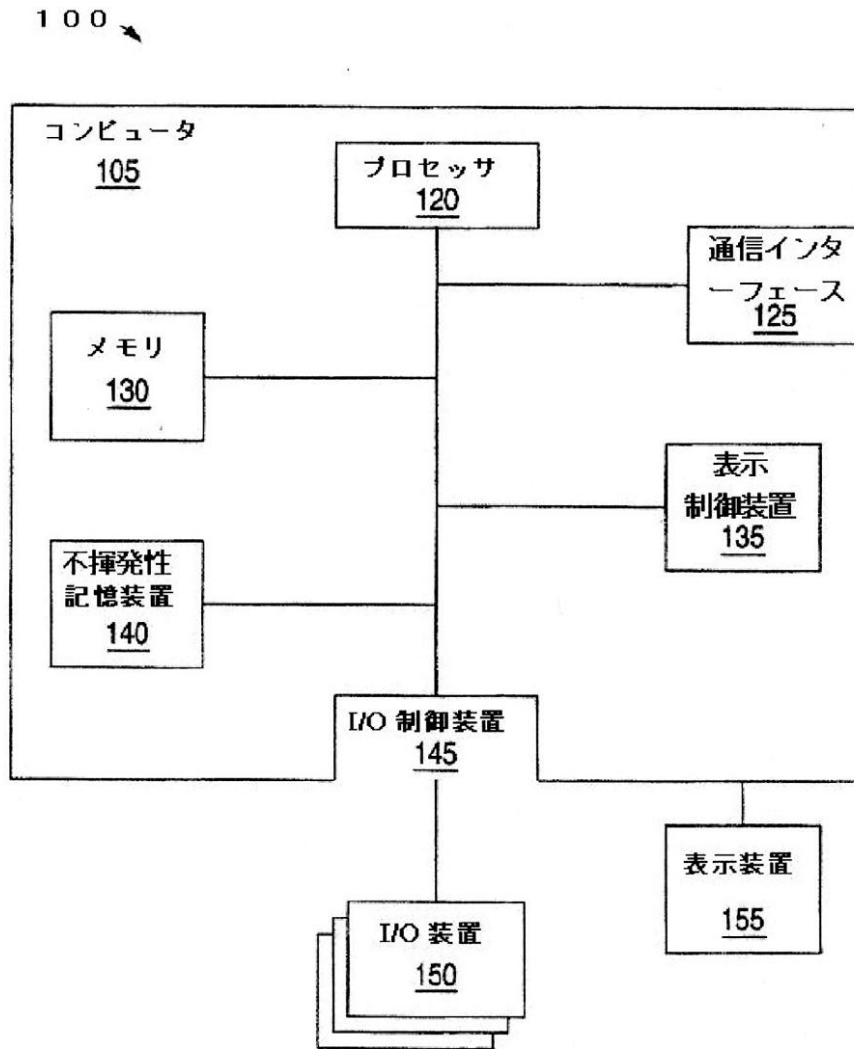 100
コンピュータ
105
プロセッサ
120
通信インタ
ーフェース
125
メモリ
130
表示
制御装置
135
不揮発性
記憶装置
140
I/O 制御装置
145
表示装置
155
I/O 装置
150